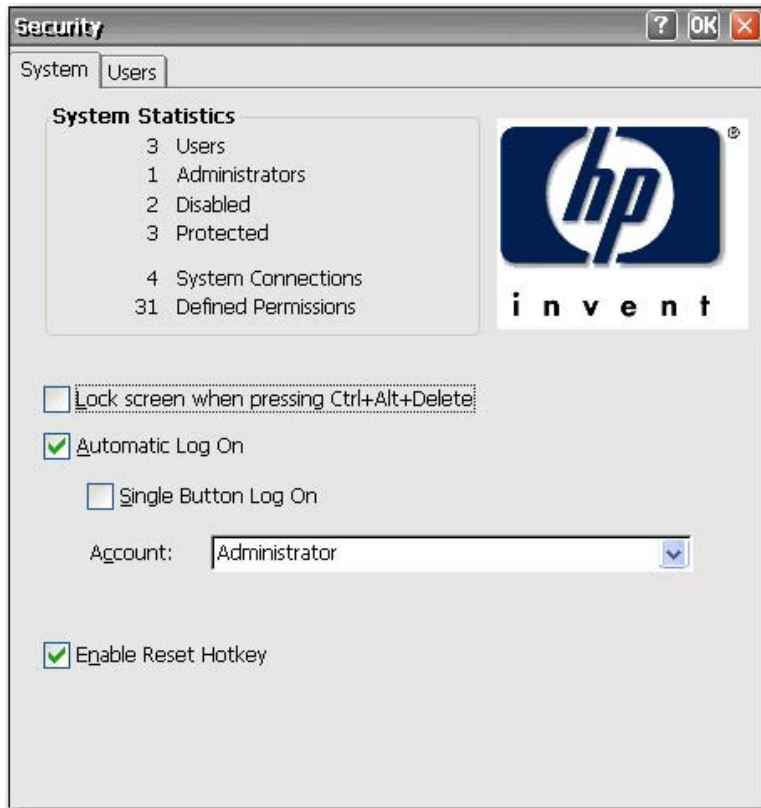 Security
? OK
System Users
System Statistics
3 Users
1 Administrators
2 Disabled
3 Protected
4 System Connections
31 Defined Permissions
hp
®
invent
Lock screen when pressing Ctrl+Alt+Delete
Automatic Log On
Single Button Log On
Account: Administrator
Enable Reset Hotkey